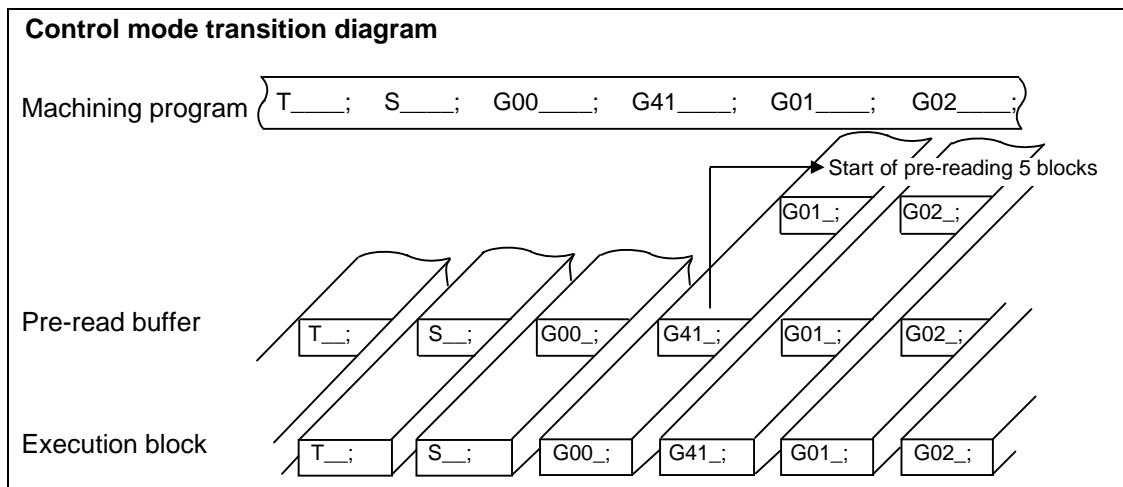 Control mode transition diagram
Machining program T____; S____; G00____; G41____; G01____; G02____;
Start of pre-reading 5 blocks
G01_; G02_;
Pre-read buffer T__; S__; G00_; G41_; G01_; G02_;
Execution block T__; S__; G00_; G41_; G01_; G02_;